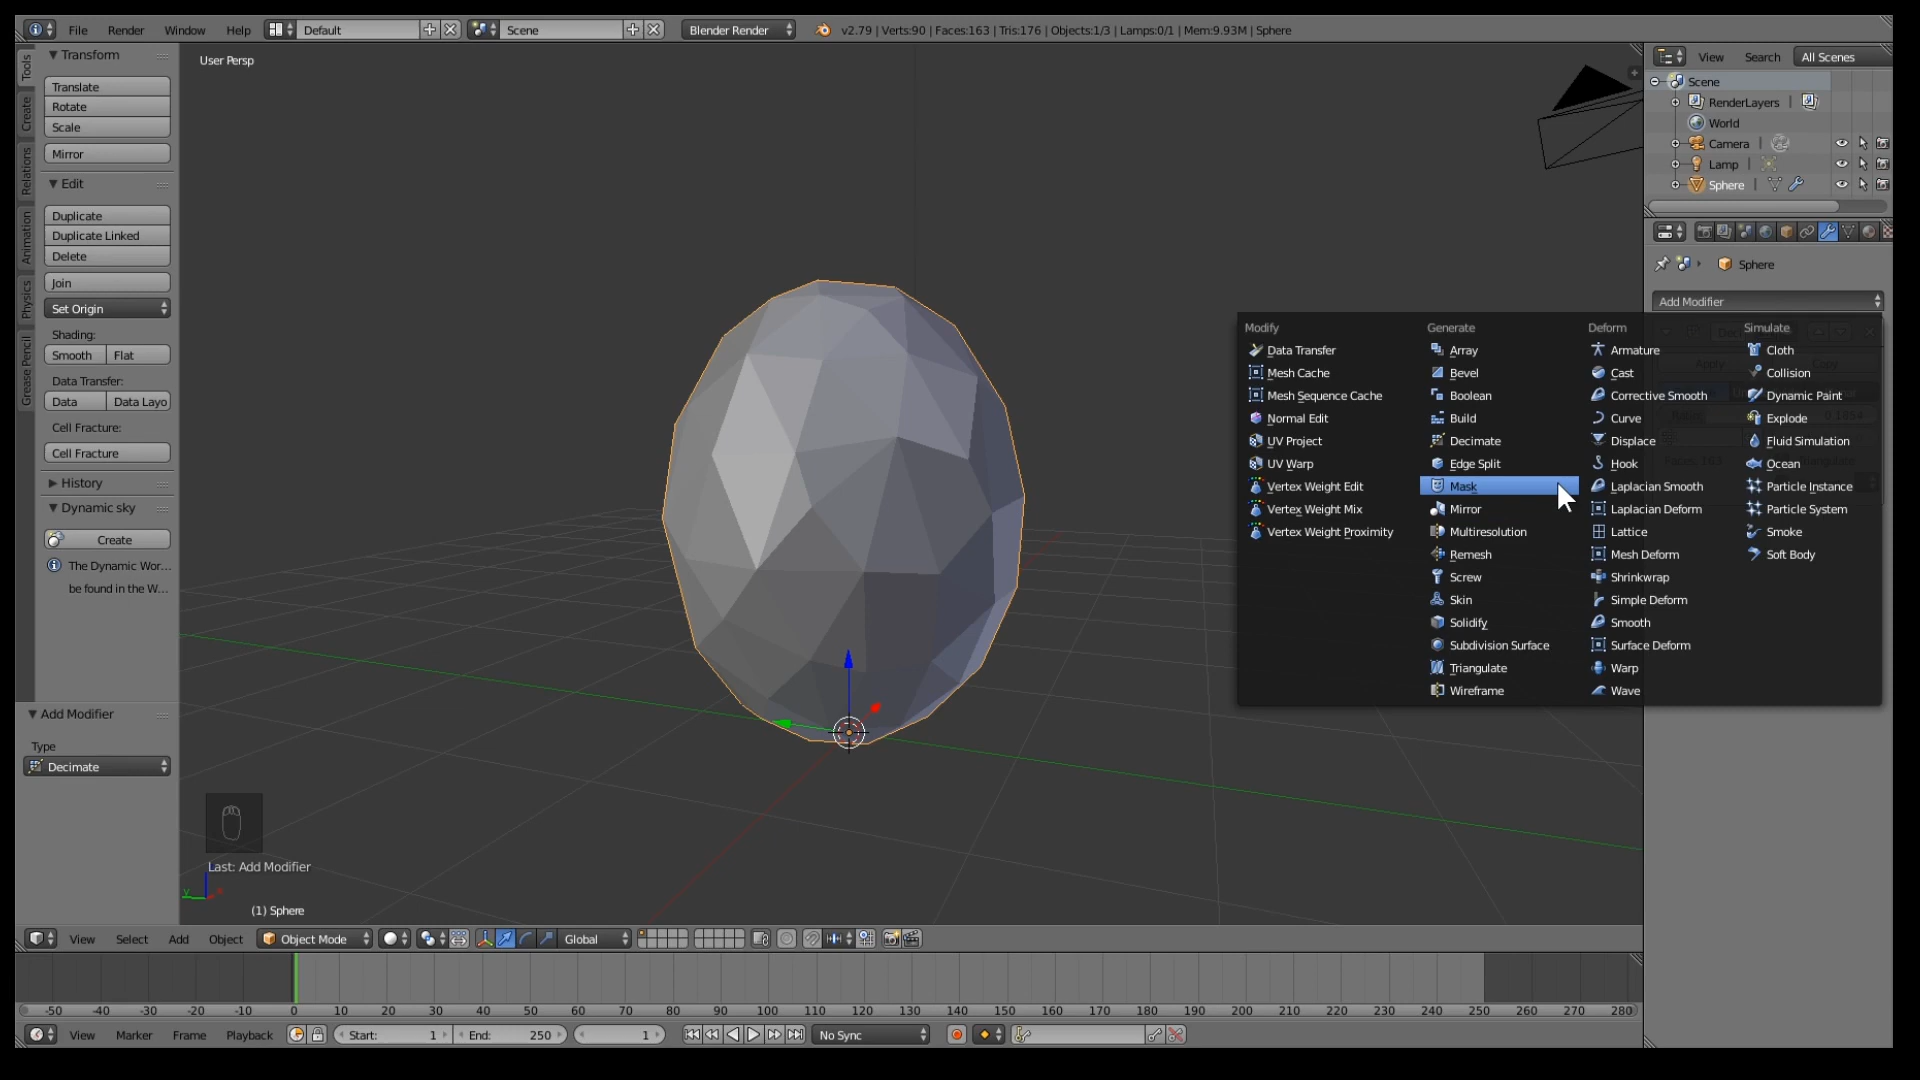 File Render Window Help Default Scene Blender Render v2.79 | Verts:90 | Faces:163 | Tris:176 | Objects:1/3 | Lamps:0/1 | Mem:9.93M | Sphere
Tools
Create
Relations
Animation
Physics
Grease Pencil
Transform
Translate
Rotate
Scale
Mirror
Edit
Duplicate
Duplicate Linked
Delete
Join
Set Origin
Shading:
Smooth Flat
Data Transfer:
Data Data Layo
Cell Fracture:
Cell Fracture
History
Dynamic sky
Create
The Dynamic Wor...
be found in the W...
Add Modifier
Type
Decimate
User Persp
Last: Add Modifier
(1) Sphere
View Search All Scenes
Scene
RenderLayers
World
Camera
Lamp
Sphere
Sphere
Add Modifier
Modify
Data Transfer
Mesh Cache
Mesh Sequence Cache
Normal Edit
UV Project
UV Warp
Vertex Weight Edit
Vertex Weight Mix
Vertex Weight Proximity
Generate
Array
Bevel
Boolean
Build
Decimate
Edge Split
Mask
Mirror
Multiresolution
Remesh
Screw
Skin
Solidify
Subdivision Surface
Triangulate
Wireframe
Deform
Armature
Cast
Corrective Smooth
Curve
Displace
Hook
Laplacian Smooth
Laplacian Deform
Lattice
Mesh Deform
Shrinkwrap
Simple Deform
Smooth
Surface Deform
Warp
Wave
Simulate
Cloth
Collision
Dynamic Paint
Explode
Fluid Simulation
Ocean
Particle Instance
Particle System
Smoke
Soft Body
View Select Add Object Object Mode Global
-50 -40 -30 -20 -10 0 10 20 30 40 50 60 70 80 90 100 110 120 130 140 150 160 170 180 190 200 210 220 230 240 250 260 270 280
View Marker Frame Playback Start: 1 End: 250 1 No Sync